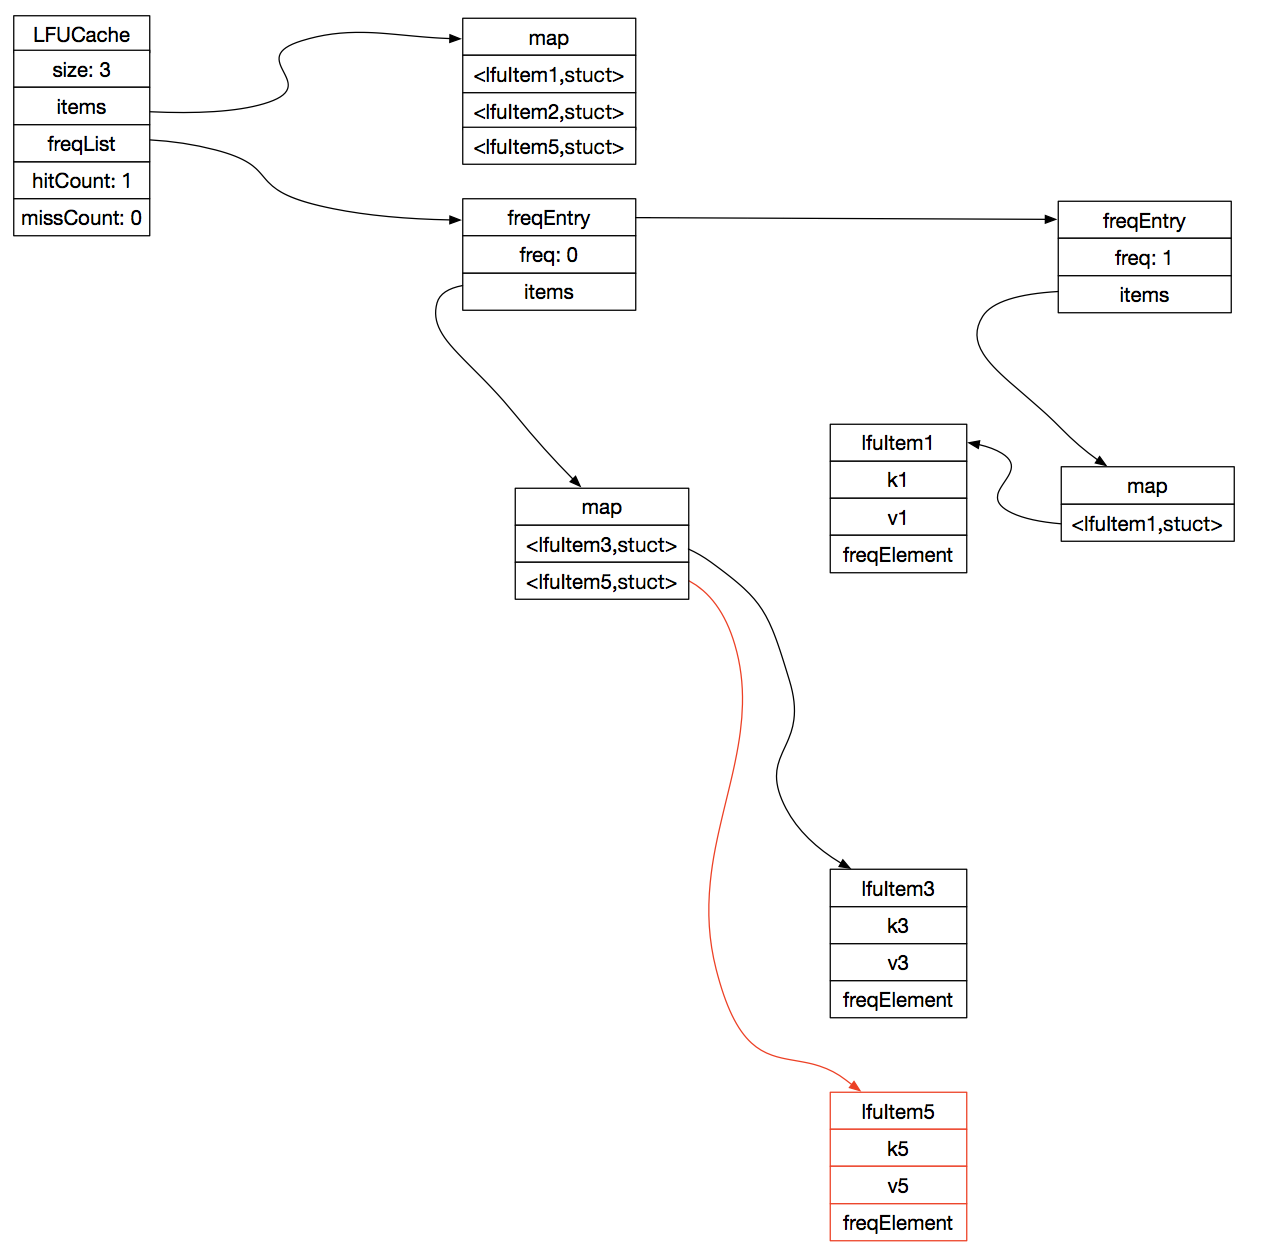 LFUCache
size: 3
items
freqList
hitCount: 1
missCount: 0
map
<lfuItem1,stuct>
<lfuItem2,stuct>
<lfuItem5,stuct>
freqEntry
freq: 0
items
freqEntry
freq: 1
items
map
<lfuItem3,stuct>
<lfuItem5,stuct>
lfuItem1
k1
v1
freqElement
map
<lfuItem1,stuct>
lfuItem3
k3
v3
freqElement
lfuItem5
k5
v5
freqElement